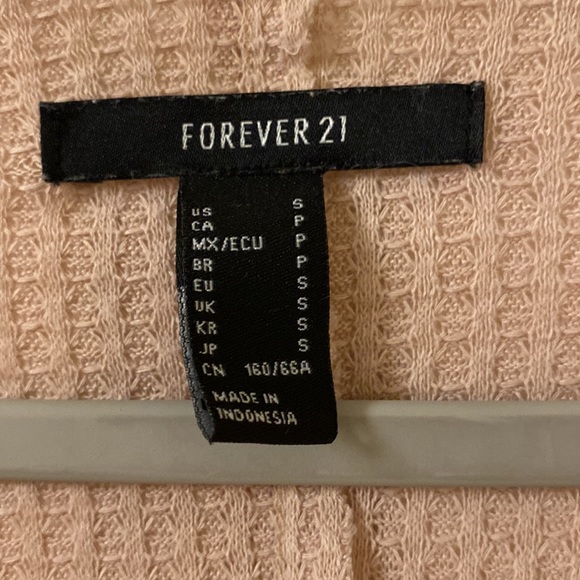 FOREVER 21
US S
CA P
MX/ECU P
BR P
EU S
UK S
KR S
JP S
CN 160/66A
MADE IN
INDONESIA